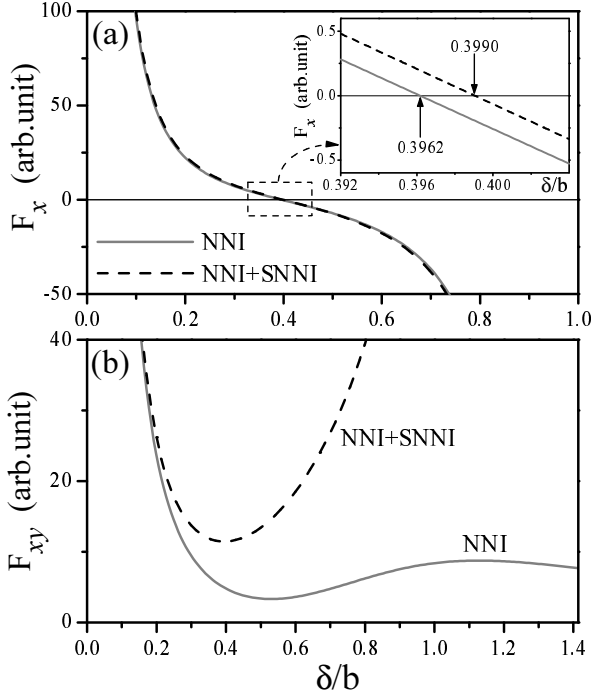 (a)
100
50
0
-50
F_x (arb.unit)
NNI
NNI+SNNI
0.0 0.2 0.4 0.6 0.8 1.0
0.5
0.0
-0.5
F_x (arb.unit)
0.3990
0.3962
0.392 0.396 0.400 δ/b
(b)
40
20
0
F_xy (arb.unit)
NNI+SNNI
NNI
0.0 0.2 0.4 0.6 0.8 1.0 1.2 1.4
δ/b